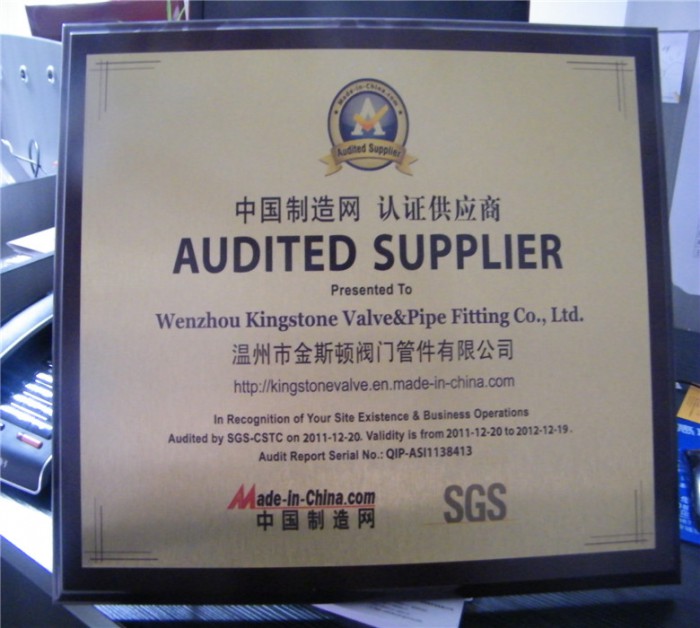 Made-in-China.com
Audited Supplier
中国制造网 认证供应商
AUDITED SUPPLIER
Presented To
Wenzhou Kingstone Valve&Pipe Fitting Co., Ltd.
温州市金斯顿阀门管件有限公司
http://kingstonevalve.en.made-in-china.com
In Recognition of Your Site Existence & Business Operations
Audited by SGS-CSTC on 2011-12-20. Validity is from 2011-12-20 to 2012-12-19.
Audit Report Serial No.: QIP-ASI1138413
Made-in-China.com
中国制造网
SGS